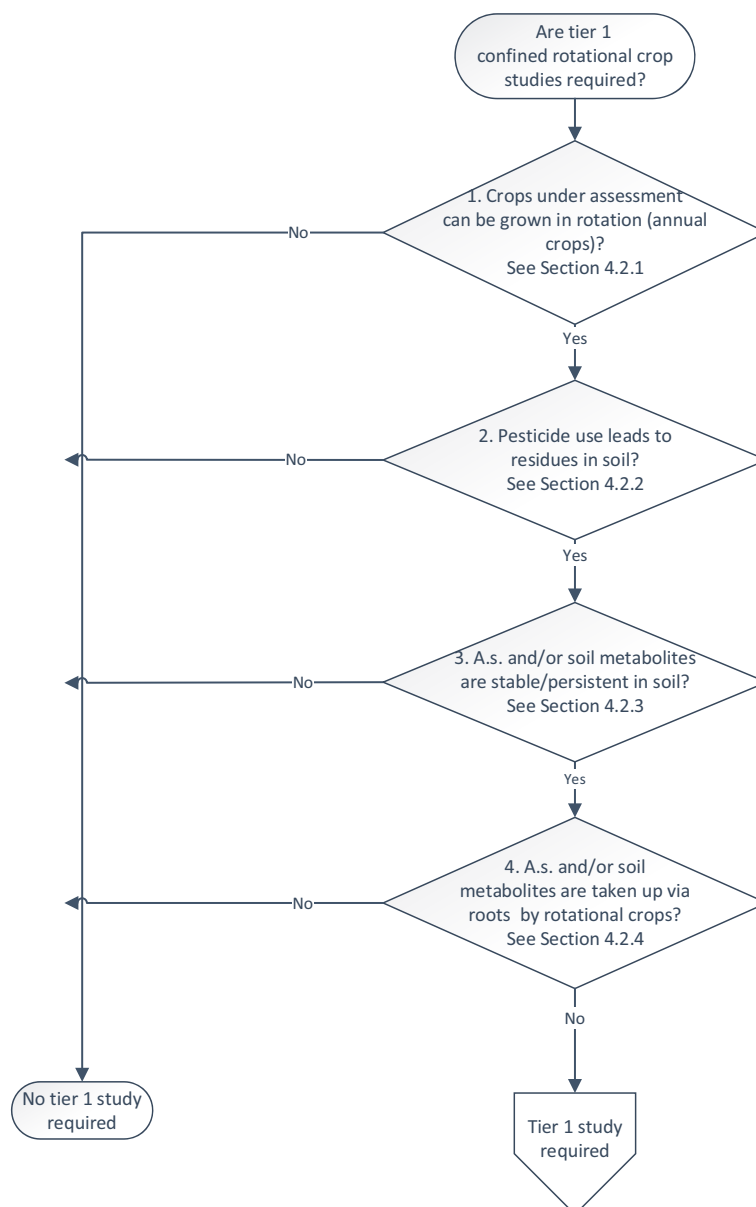 Are tier 1
confined rotational crop
studies required?
1. Crops under assessment
can be grown in rotation (annual
crops)?
See Section 4.2.1
No
Yes
2. Pesticide use leads to
residues in soil?
See Section 4.2.2
No
Yes
3. A.s. and/or soil metabolites
are stable/persistent in soil?
See Section 4.2.3
No
Yes
4. A.s. and/or soil
metabolites are taken up via
roots by rotational crops?
See Section 4.2.4
No
No
No tier 1 study
required
Tier 1 study
required